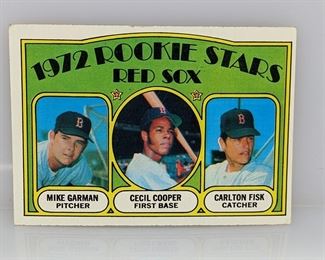 1972 ROOKIE STARS
RED SOX
B
B
B
MIKE GARMAN
PITCHER
CECIL COOPER
FIRST BASE
CARLTON FISK
CATCHER